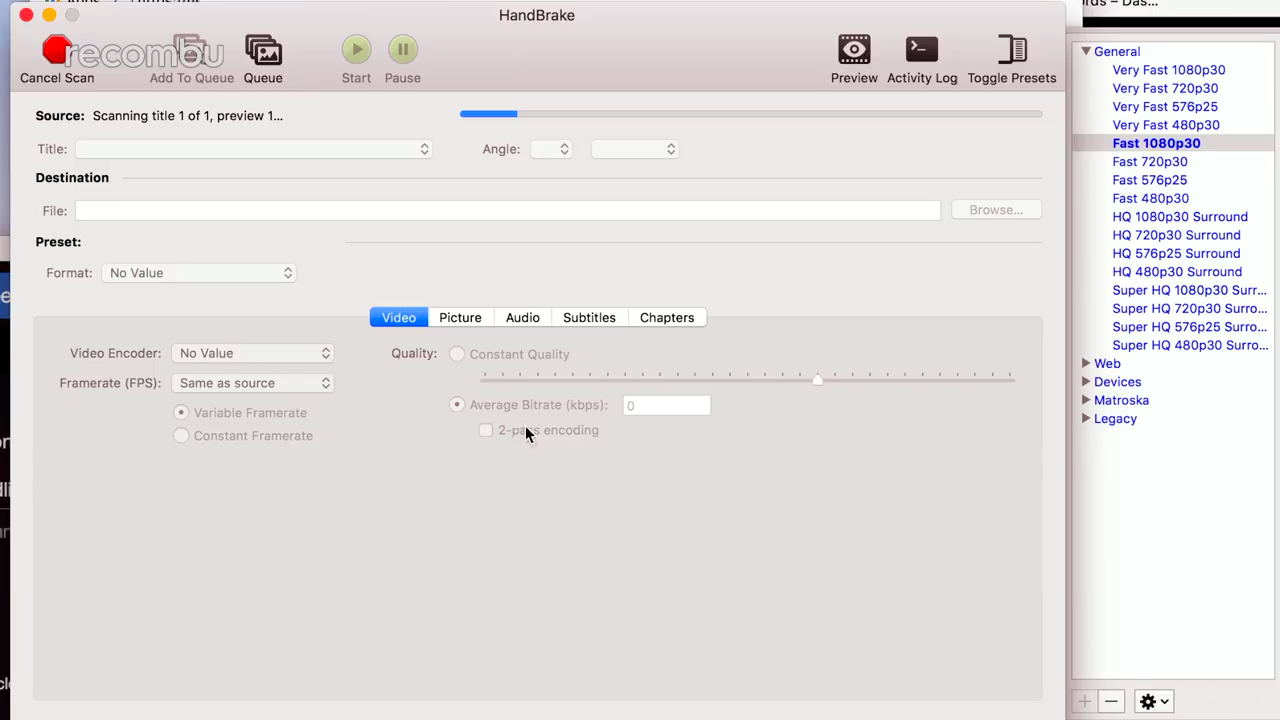 HandBrake
ords – Das...
recombu
Cancel Scan
Add To Queue
Queue
Start
Pause
Preview
Activity Log
Toggle Presets
Source: Scanning title 1 of 1, preview 1...
Title:
Angle:
Destination
File:
Browse...
Preset:
Format: No Value
Video
Picture
Audio
Subtitles
Chapters
Video Encoder: No Value
Framerate (FPS): Same as source
Variable Framerate
Constant Framerate
Quality: Constant Quality
Average Bitrate (kbps): 0
2-pass encoding
General
Very Fast 1080p30
Very Fast 720p30
Very Fast 576p25
Very Fast 480p30
Fast 1080p30
Fast 720p30
Fast 576p25
Fast 480p30
HQ 1080p30 Surround
HQ 720p30 Surround
HQ 576p25 Surround
HQ 480p30 Surround
Super HQ 1080p30 Surr...
Super HQ 720p30 Surro...
Super HQ 576p25 Surro...
Super HQ 480p30 Surro...
Web
Devices
Matroska
Legacy